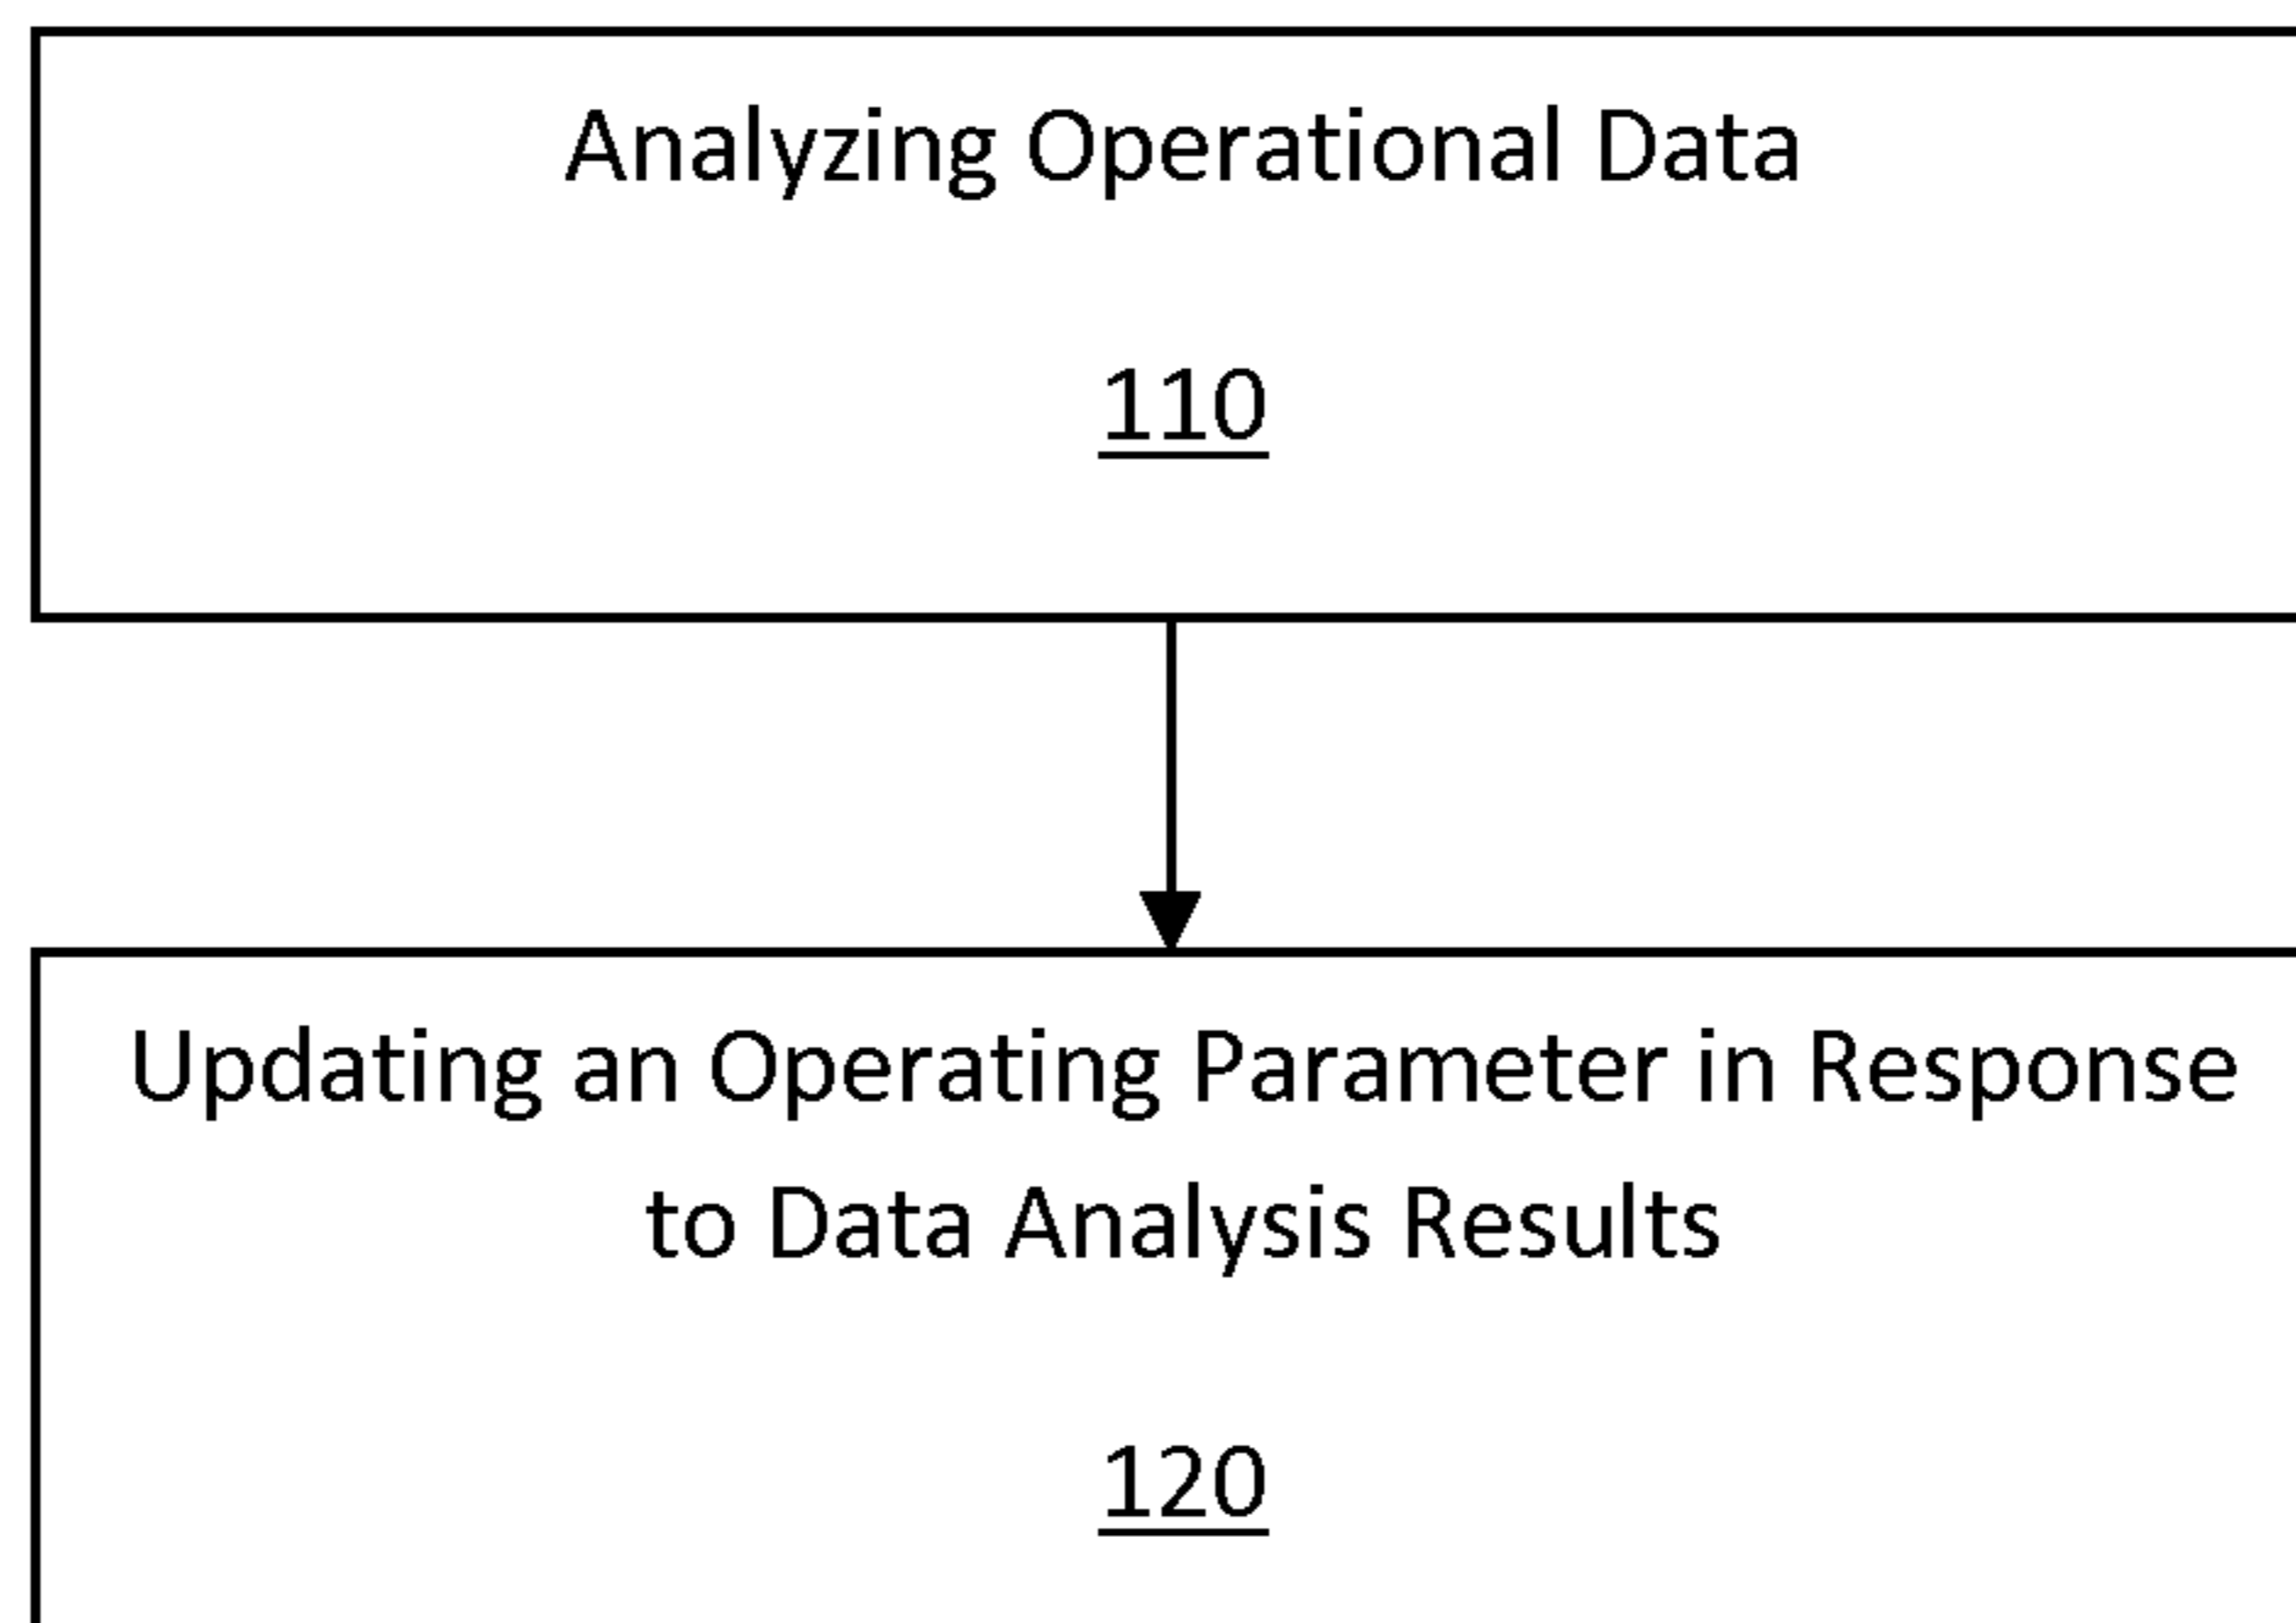 Analyzing Operational Data
110
Updating an Operating Parameter in Response
to Data Analysis Results
120